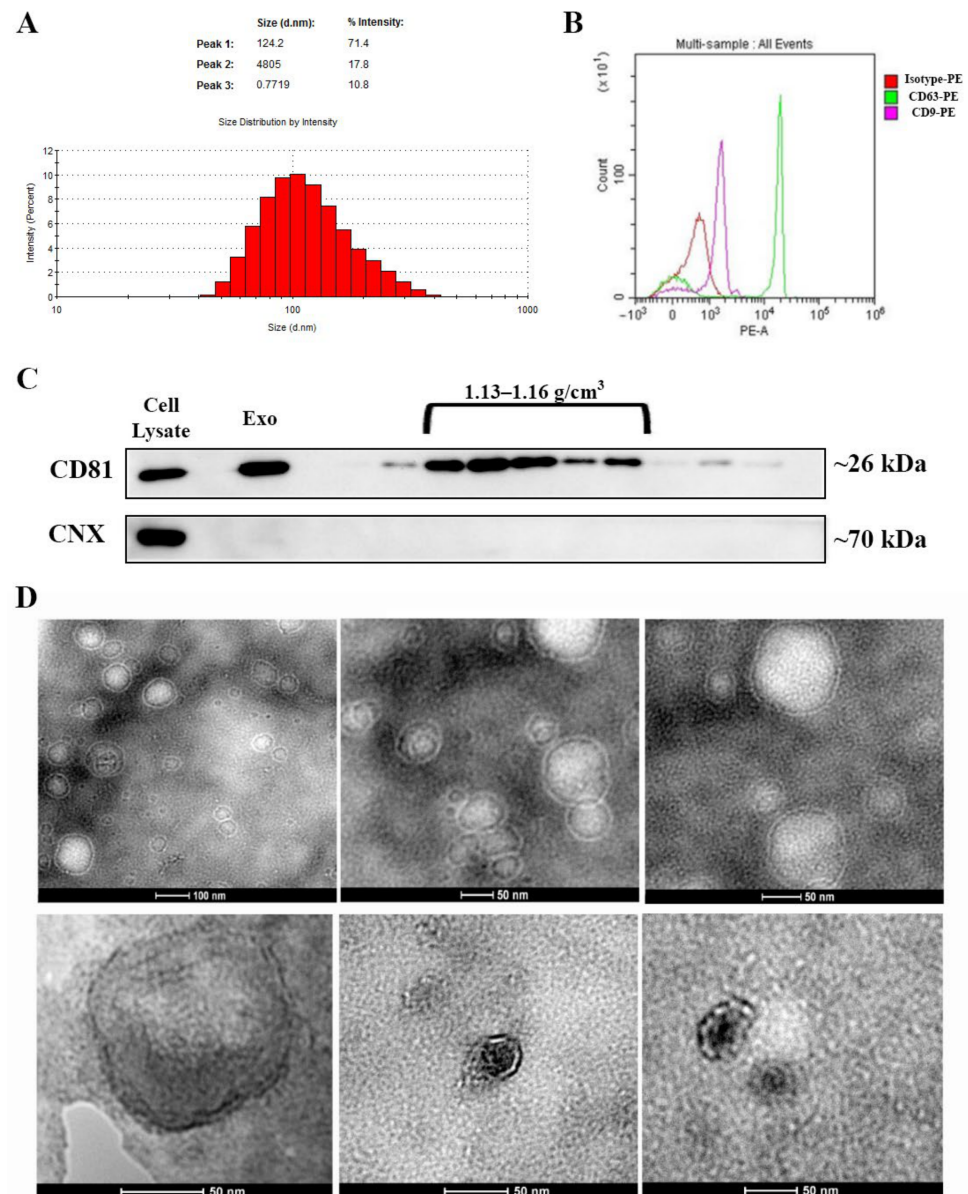 A
Size (d.nm): % Intensity:
Peak 1: 124.2 71.4
Peak 2: 4805 17.8
Peak 3: 0.7719 10.8
Size Distribution by Intensity
Intensity (Percent)
12
10
8
6
4
2
0
10 100 1000
Size (d.nm)
B
Multi-sample : All Events
(x 10¹)
Count
100
0
-10³ 0 10³ 10⁴ 10⁵ 10⁶
PE-A
Isotype-PE
CD63-PE
CD9-PE
C
Cell
Lysate
Exo
1.13–1.16 g/cm³
CD81 ~26 kDa
CNX ~70 kDa
D
100 nm 50 nm 50 nm
50 nm 50 nm 50 nm